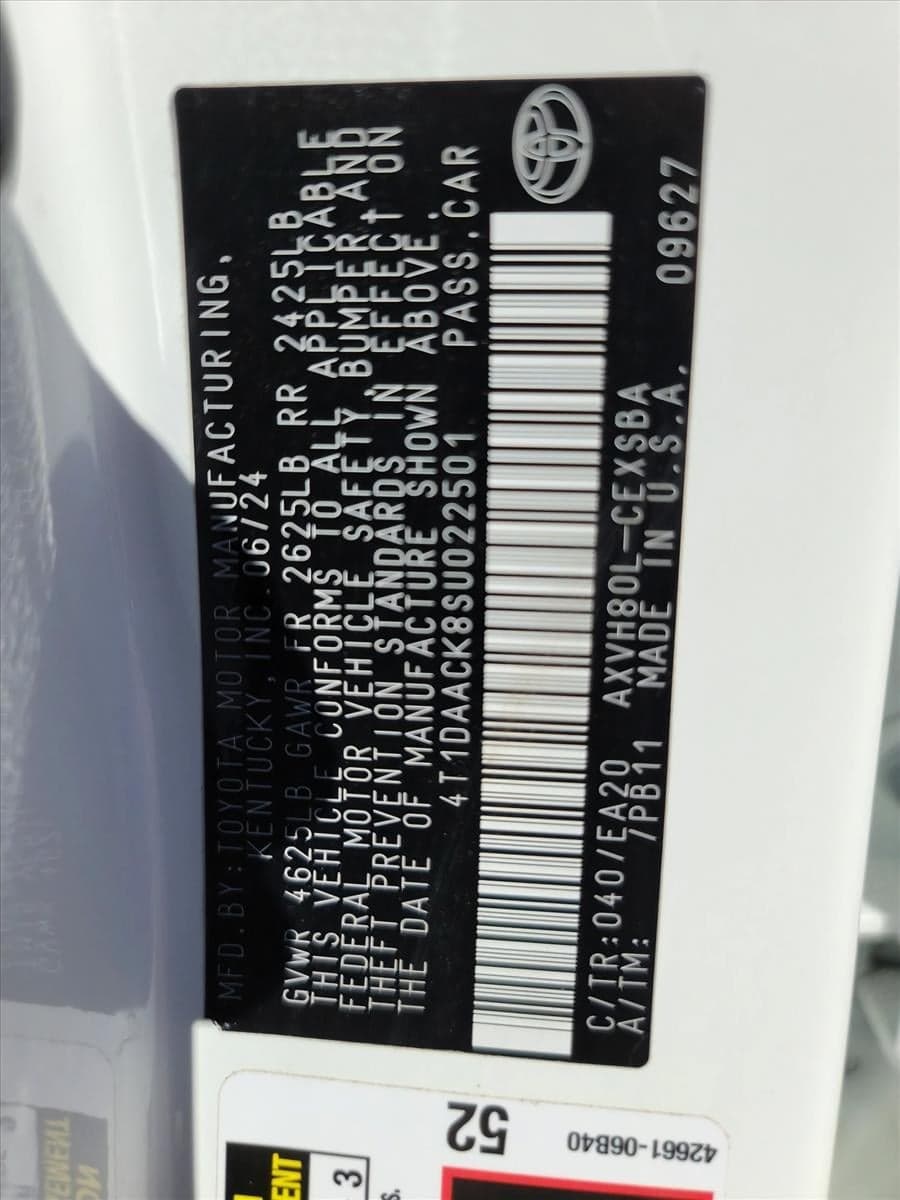 MFD.BY:TOYOTA MOTOR MANUFACTURING,
KENTUCKY,INC.06/24
GVWR 4625LB GAWR FR 2625LB RR 2425LB
THIS VEHICLE CONFORMS TO ALL APPLICABLE
FEDERAL MOTOR VEHICLE SAFETY,BUMPER,AND
THEFT PREVENTION STANDARDS IN EFFECT ON
THE DATE OF MANUFACTURE SHOWN ABOVE.
4T1DAACK8SU022501 PASS.CAR
C/TR:040/EA20 AXVH80L-CEXSBA
A/TM: /PB11 MADE IN U.S.A. 09627
52
42661-06B40
ENT
3